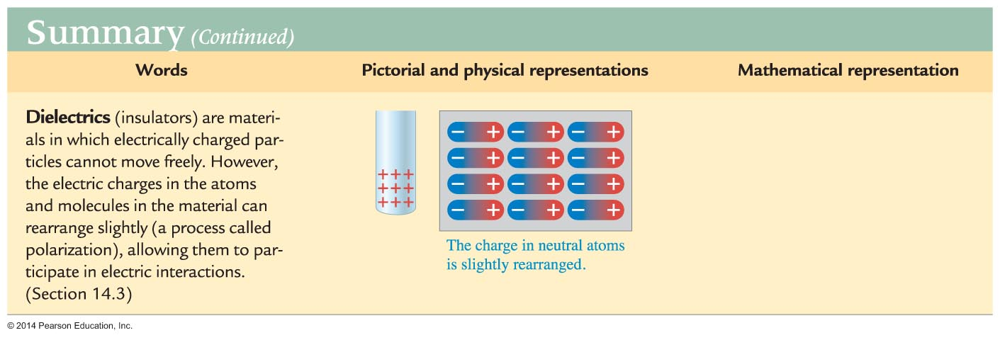 Summary (Continued)
Words
Pictorial and physical representations
Mathematical representation
Dielectrics (insulators) are materi-
als in which electrically charged par-
ticles cannot move freely. However,
the electric charges in the atoms
and molecules in the material can
rearrange slightly (a process called
polarization), allowing them to par-
ticipate in electric interactions.
(Section 14.3)
+++
+++
+++
− + − + − +
− + − + − +
− + − + − +
− + − + − +
The charge in neutral atoms
is slightly rearranged.
© 2014 Pearson Education, Inc.